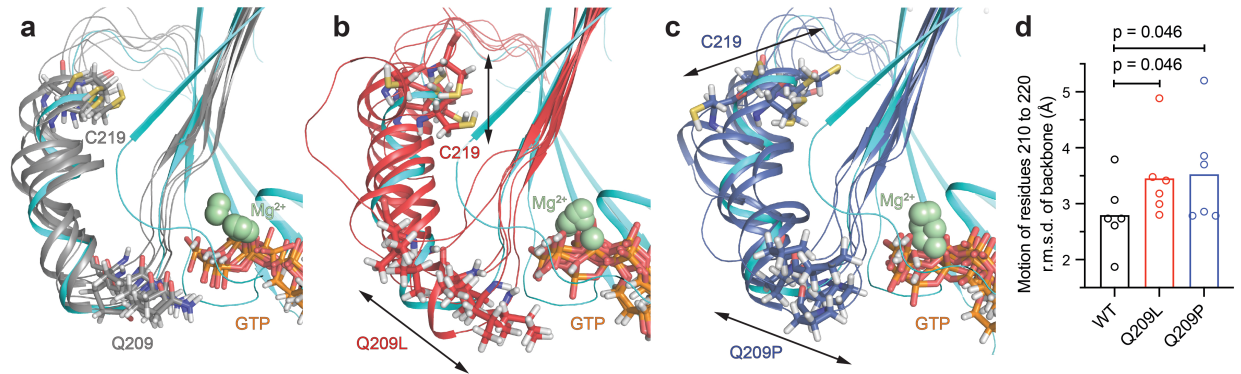 a
C219
Mg²⁺
GTP
Q209
b
C219
Mg²⁺
GTP
Q209L
c
C219
Mg²⁺
GTP
Q209P
d
p = 0.046
p = 0.046
Motion of residues 210 to 220
r.m.s.d. of backbone (Å)
5
4
3
2
WT
Q209L
Q209P